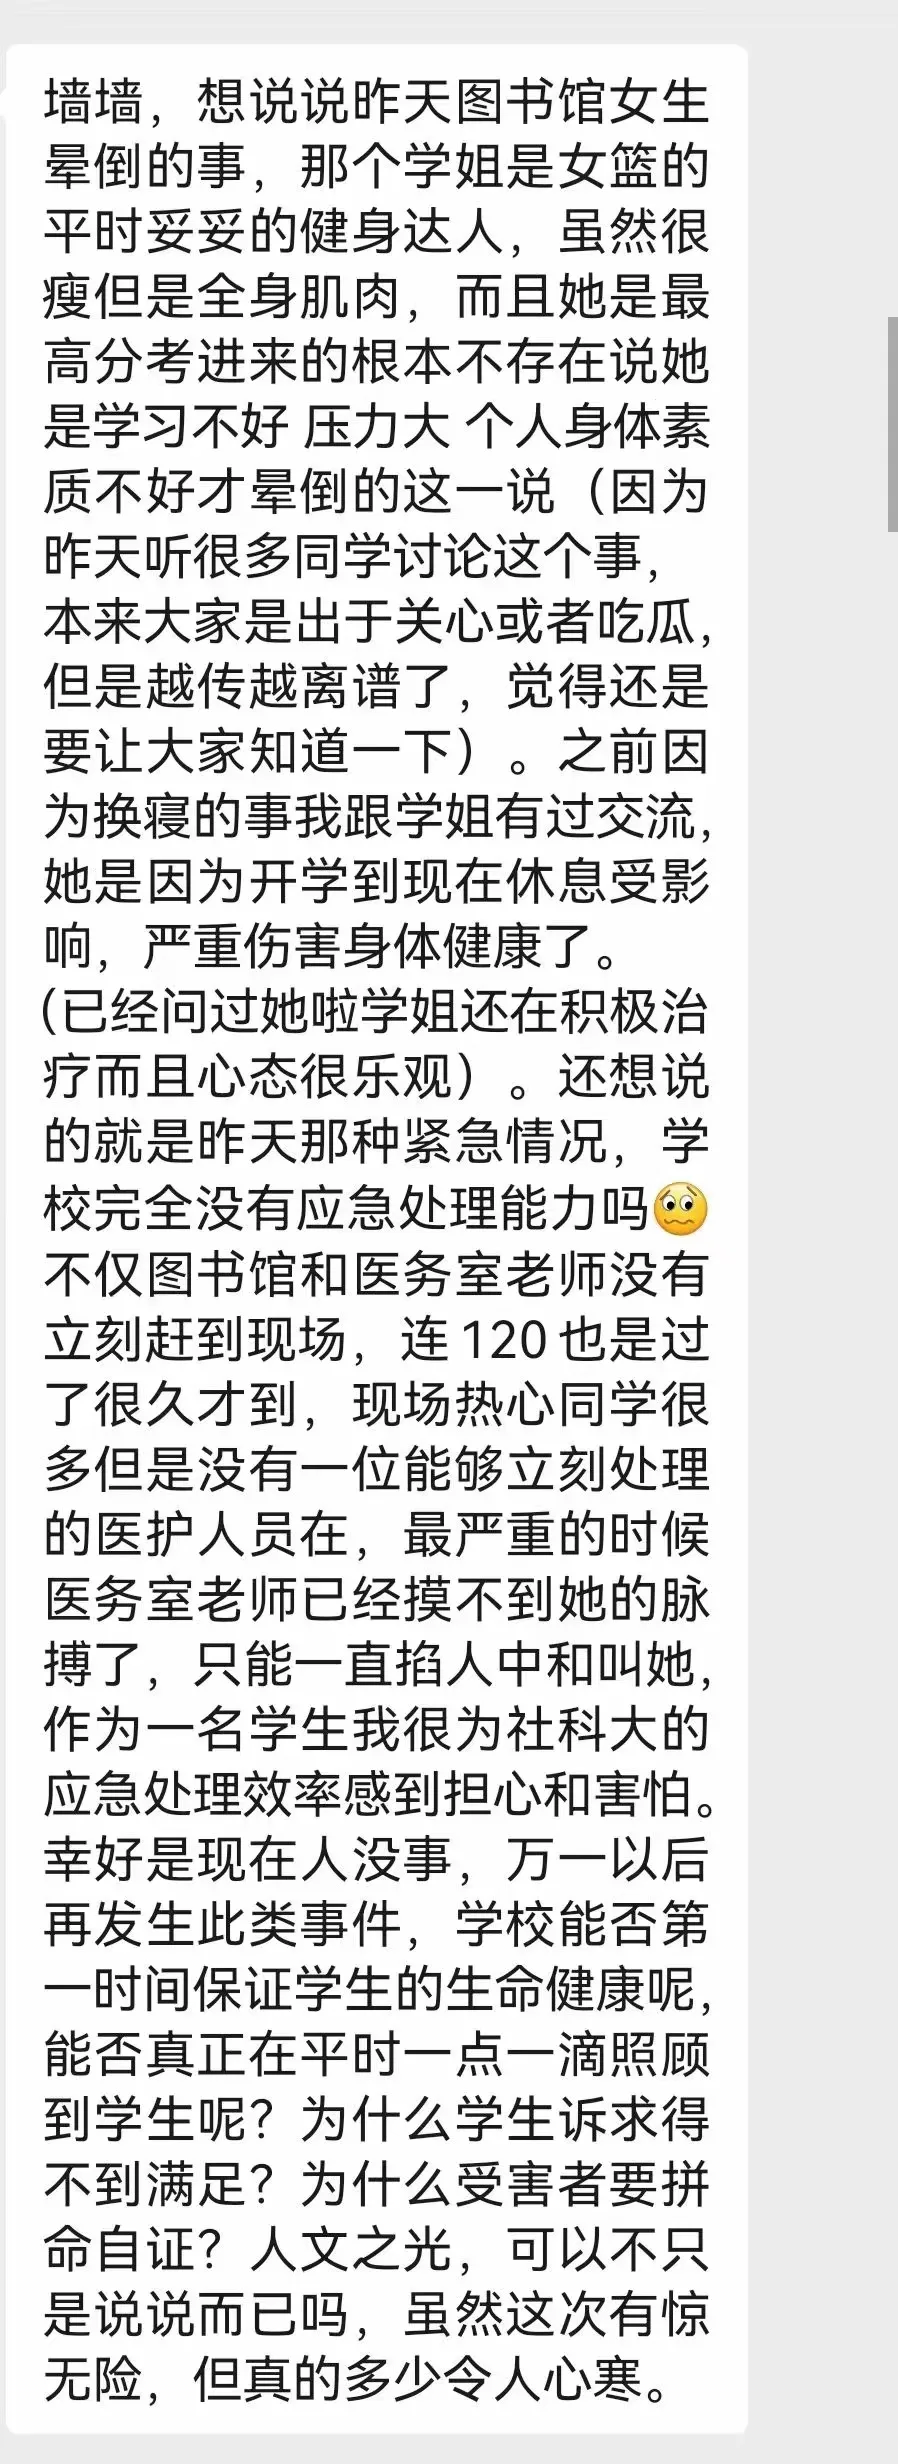 墙墙，想说说昨天图书馆女生
晕倒的事，那个学姐是女篮的
平时妥妥的健身达人，虽然很
瘦但是全身肌肉，而且她是最
高分考进来的根本不存在说她
是学习不好 压力大 个人身体素
质不好才晕倒的这一说（因为
昨天听很多同学讨论这个事，
本来大家是出于关心或者吃瓜，
但是越传越离谱了，觉得还是
要让大家知道一下）。之前因
为换寝的事我跟学姐有过交流，
她是因为开学到现在休息受影
响，严重伤害身体健康了。
(已经问过她啦学姐还在积极治
疗而且心态很乐观）。还想说
的就是昨天那种紧急情况，学
校完全没有应急处理能力吗🥴
不仅图书馆和医务室老师没有
立刻赶到现场，连120也是过
了很久才到，现场热心同学很
多但是没有一位能够立刻处理
的医护人员在，最严重的时候
医务室老师已经摸不到她的脉
搏了，只能一直掐人中和叫她，
作为一名学生我很为社科大的
应急处理效率感到担心和害怕。
幸好是现在人没事，万一以后
再发生此类事件，学校能否第
一时间保证学生的生命健康呢，
能否真正在平时一点一滴照顾
到学生呢？为什么学生诉求得
不到满足？为什么受害者要拼
命自证？人文之光，可以不只
是说说而已吗，虽然这次有惊
无险，但真的多少令人心寒。